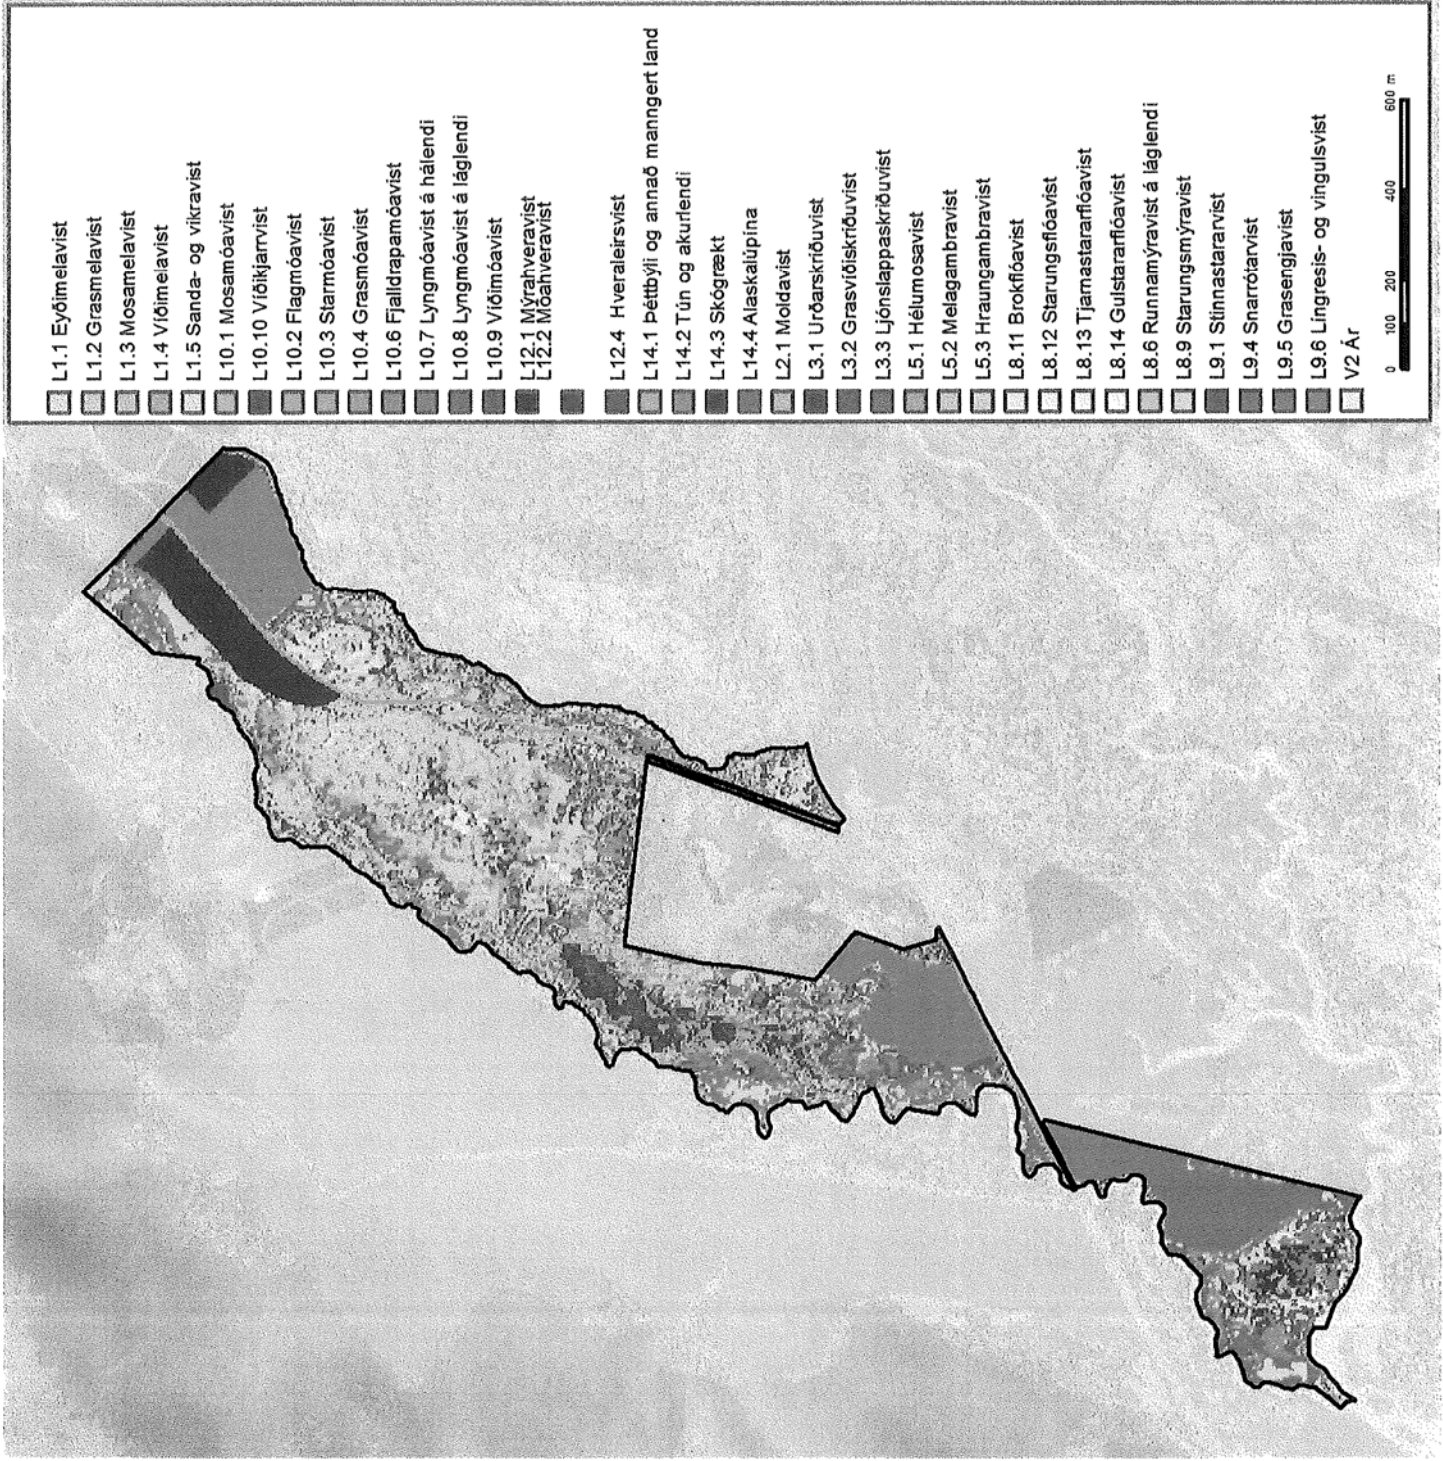 L1.1 Eyðimelavist
L1.2 Grasmelavist
L1.3 Mosamelavist
L1.4 Víðimelavist
L1.5 Sanda- og vikravist
L10.1 Mosamóavist
L10.10 Víðikjarrvist
L10.2 Flagmóavist
L10.3 Starmóavist
L10.4 Grasmóavist
L10.6 Fjalldrapamóavist
L10.7 Lyngmóavist á hálendi
L10.8 Lyngmóavist á láglendi
L10.9 Víðimóavist
L12.1 Mýrahveravist
L12.2 Móahveravist
L12.4 Hveraleirsvist
L14.1 Þéttbýli og annað manngert land
L14.2 Tún og akurlendi
L14.3 Skógrækt
L14.4 Alaskalúpína
L2.1 Moldavist
L3.1 Urðarskriðuvist
L3.2 Grasvíðiskriðuvist
L3.3 Ljónslappaskriðuvist
L5.1 Hélumosavist
L5.2 Melagambravist
L5.3 Hraungambravist
L8.11 Brokflóavist
L8.12 Starungsflóavist
L8.13 Tjarnastararflóavist
L8.14 Gulstararflóavist
L8.6 Runnamýravist á láglendi
L8.9 Starungsmýravist
L9.1 Stinnastararvist
L9.4 Snarrótarvist
L9.5 Grasengjavist
L9.6 Língresis- og vingulsvist
V2 Ár
0 100 200 400 600 m